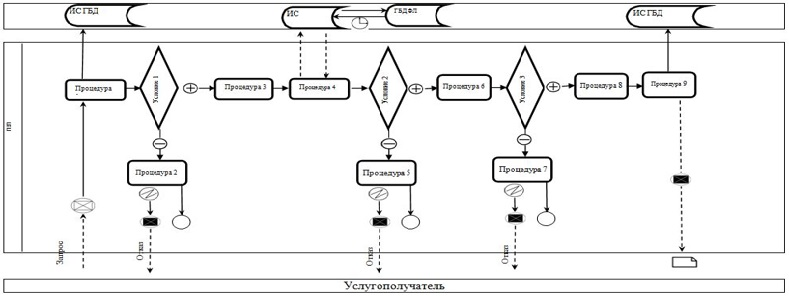 ИС ГБД
ИС
ГБДФЛ
ИС ГБД
Процедура
Условие 1
Процедура 3
Процедура 4
Условие 2
Процедура 6
Условие 3
Процедура 8
Процедура 9
Процедура 2
Процедура 5
Процедура 7
Запрос
Отказ
Отказ
Отказ
Услугополучатель